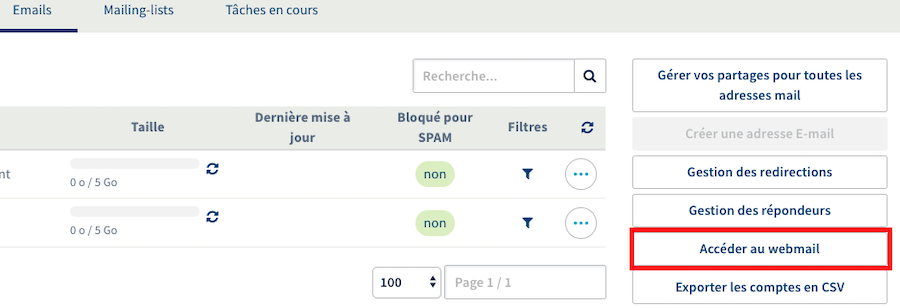 Emails Mailing-lists Tâches en cours
Recherche...
Taille
Dernière mise à
jour
Bloqué pour
SPAM
Filtres
nt
0 o / 5 Go
non
0 o / 5 Go
non
100
Page 1 / 1
Gérer vos partages pour toutes les
adresses mail
Créer une adresse E-mail
Gestion des redirections
Gestion des répondeurs
Accéder au webmail
Exporter les comptes en CSV